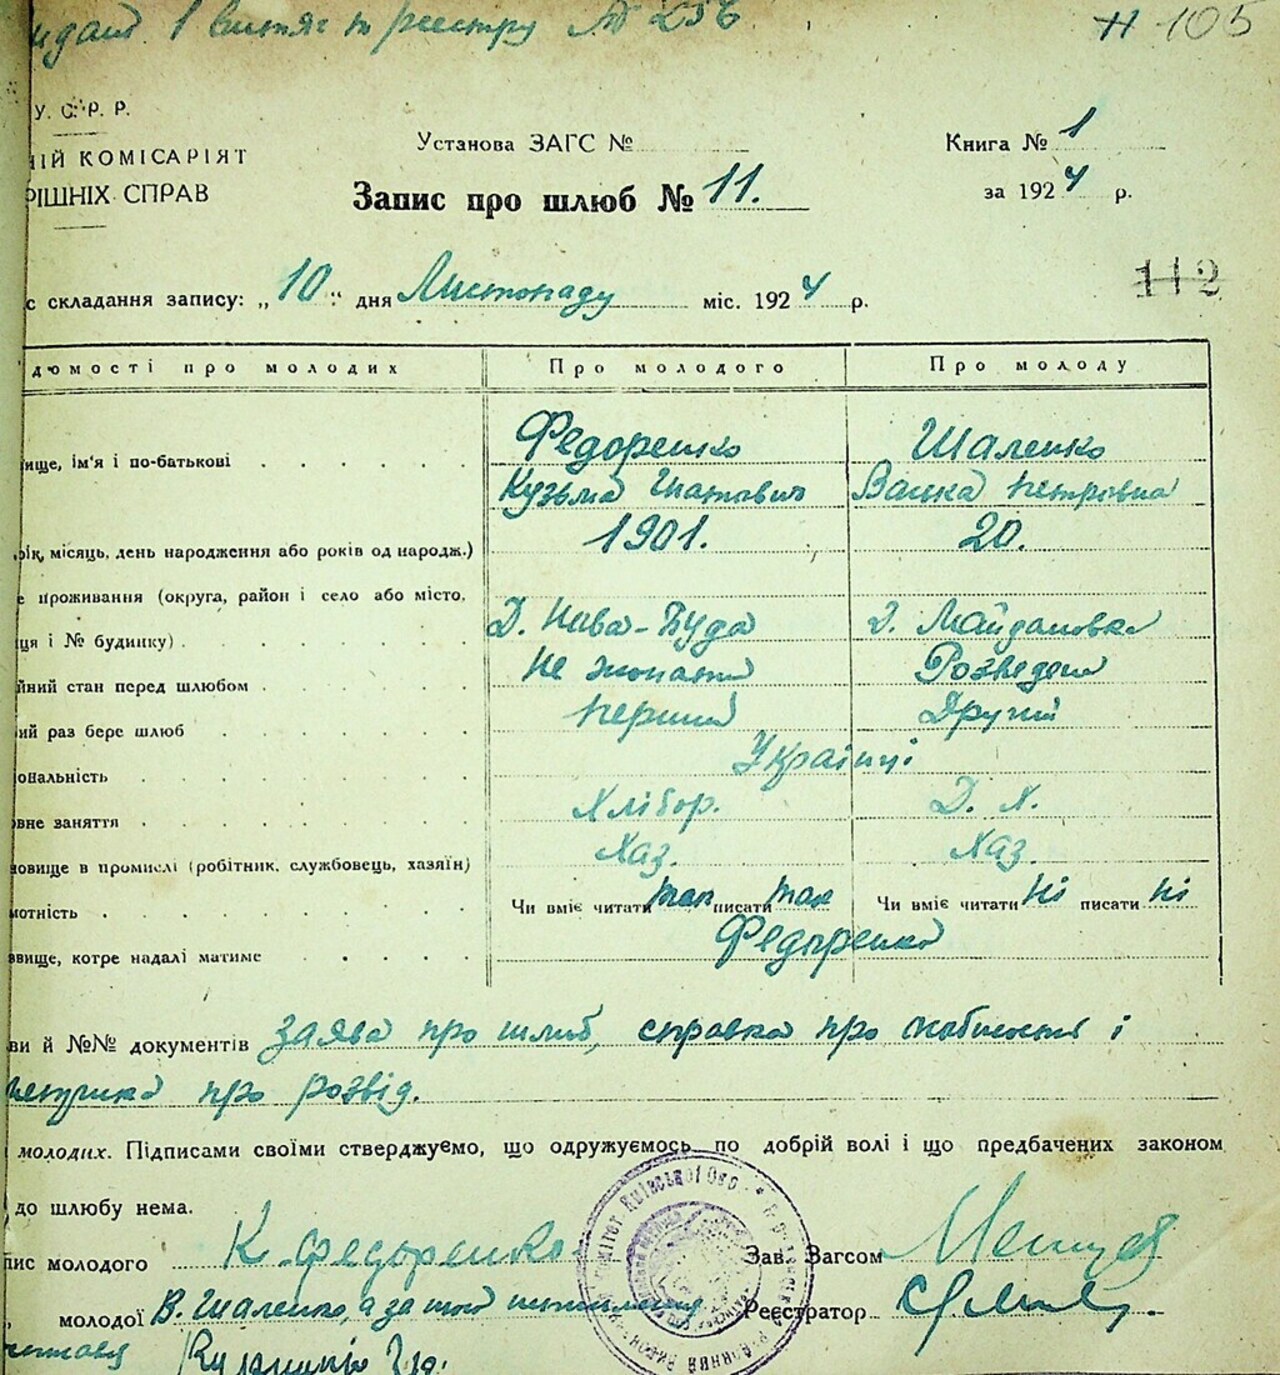 1 витяг по реєстру № 256
№ 105
У. С. Р. Р.
НІЙ КОМІСАРІЯТ
РІШНІХ СПРАВ
Установа ЗАГС №
Книга № 1
за 1924 р.
Запис про шлюб № 11.
с складання запису: „10" дня Листопаду міс. 1924 р.
112
домості про молодих Про молодого Про молоду
ище, ім'я і по-батькові Федоренко Шаленко
Кузьма Ванка Петровна
рік, місяць, день народження або років од народж.) 1901. 20.
е проживання (округа, район і село або місто,
ця і № будинку) Д. Нова-Буда Д. Майдановка
йний стан перед шлюбом Не жонатий Розведена
ий раз бере шлюб перший Другий
ональність Українці
вне заняття Хлібор. Д. Х.
овище в промислі (робітник, службовець, хазяїн) Хаз. Хаз.
мотність Чи вміє читати так писати так Чи вміє читати ні писати ні
звище, котре надалі матиме Федоренко
ви й №№ документів заява про шлюб, справка про і
про розвід.
молодих. Підписами своїми стверджуємо, що одружуємось по добрій волі і що предбачених законом
до шлюбу нема.
пис молодого К. Федоренко Зав. Загсом
молодої В. Шаленко, а за Реєстратор